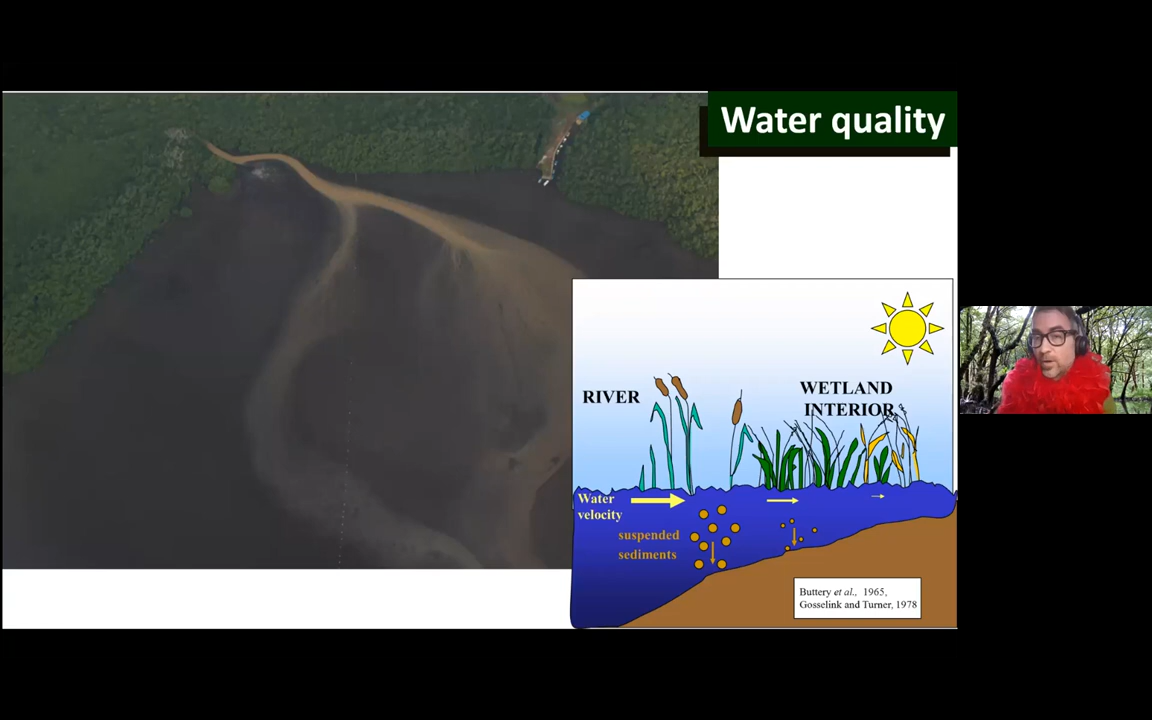 Water quality
RIVER
WETLAND
INTERIOR
Water
velocity
suspended
sediments
Buttery et al., 1965,
Gosselink and Turner, 1978